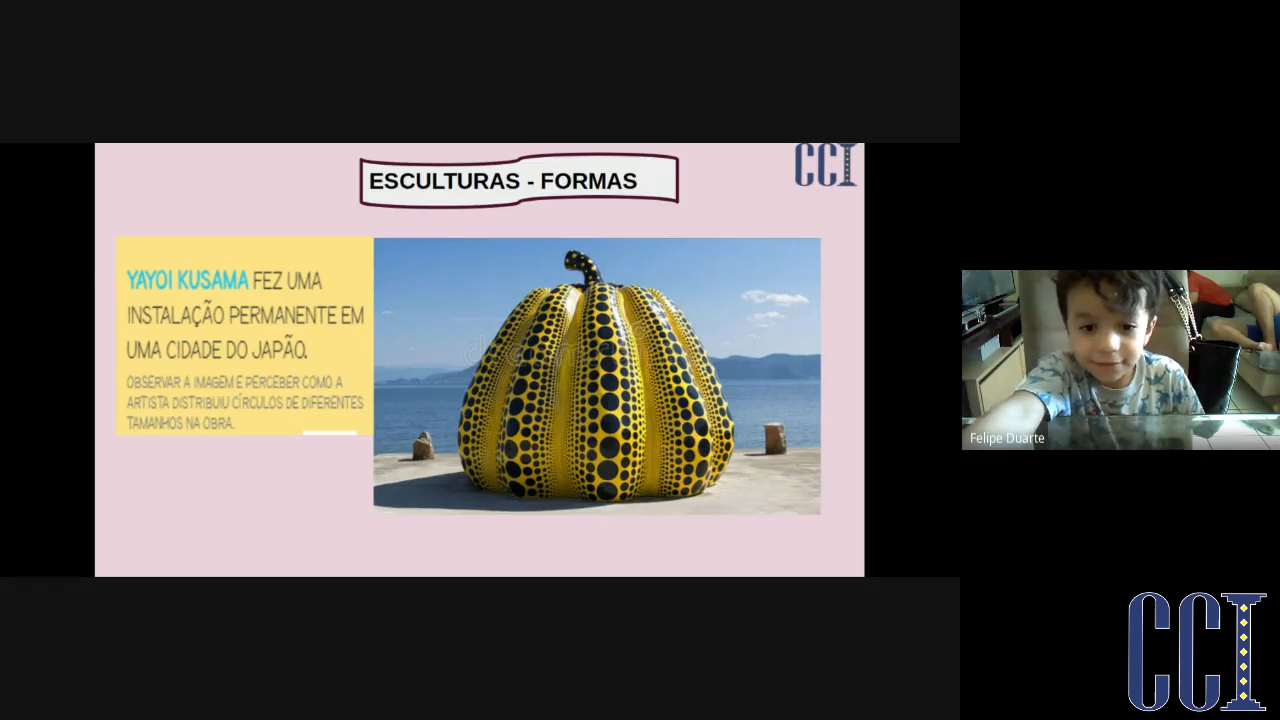 CCI
ESCULTURAS - FORMAS
YAYOI KUSAMA FEZ UMA
INSTALAÇÃO PERMANENTE EM
UMA CIDADE DO JAPÃO.
OBSERVAR A IMAGEM E PERCEBER COMO A
ARTISTA DISTRIBUIU CÍRCULOS DE DIFERENTES
TAMANHOS NA OBRA.
Felipe Duarte
CCI